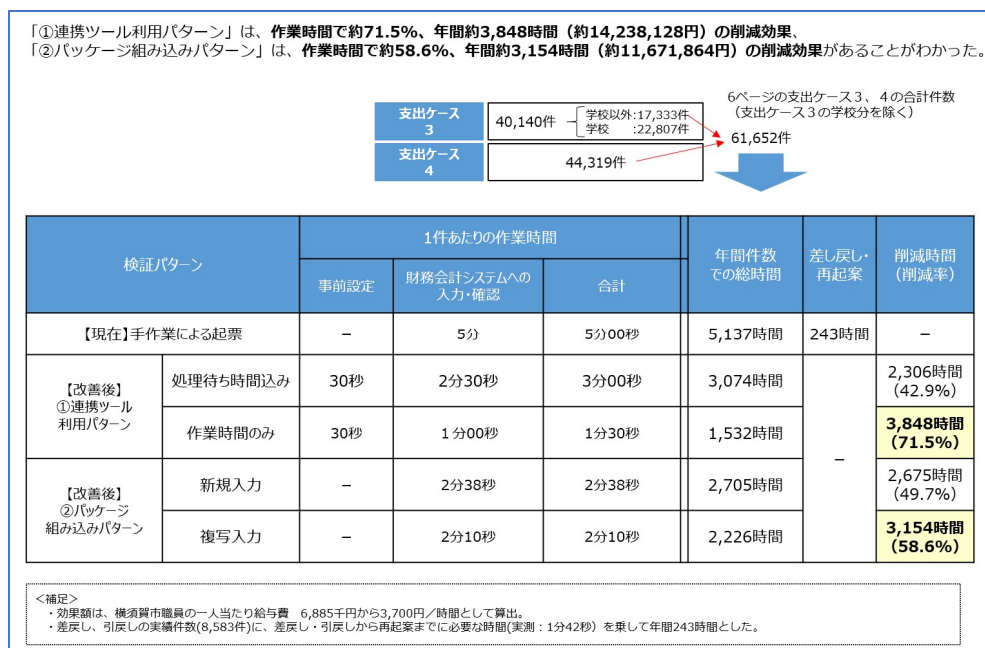 「①連携ツール利用パターン」は、作業時間で約71.5%、年間約3,848時間（約14,238,128円）の削減効果、
「②パッケージ組み込みパターン」は、作業時間で約58.6%、年間約3,154時間（約11,671,864円）の削減効果があることがわかった。
6ページの支出ケース３、４の合計件数
（支出ケース３の学校分を除く）
61,652件
支出ケース
3
40,140件
学校以外:17,333件
学校　:22,807件
支出ケース
4
44,319件
検証パターン
1件あたりの作業時間
年間件数
での総時間
差し戻し・
再起案
削減時間
（削減率）
事前設定
財務会計システムへの
入力・確認
合計
【現在】手作業による起票
－
5分
5分00秒
5,137時間
243時間
－
【改善後】
①連携ツール
利用パターン
処理待ち時間込み
30秒
2分30秒
3分00秒
3,074時間
2,306時間
(42.9%)
作業時間のみ
30秒
１分00秒
1分30秒
1,532時間
3,848時間
(71.5%)
－
【改善後】
②パッケージ
組み込みパターン
新規入力
－
2分38秒
2分38秒
2,705時間
2,675時間
(49.7%)
複写入力
－
2分10秒
2分10秒
2,226時間
3,154時間
(58.6%)
＜補足＞
・効果額は、横須賀市職員の一人当たり給与費　6,885千円から3,700円／時間として算出。
・差戻し、引戻しの実績件数(8,583件)に、差戻し・引戻しから再起案までに必要な時間(実測：1分42秒）を乗して年間243時間とした。